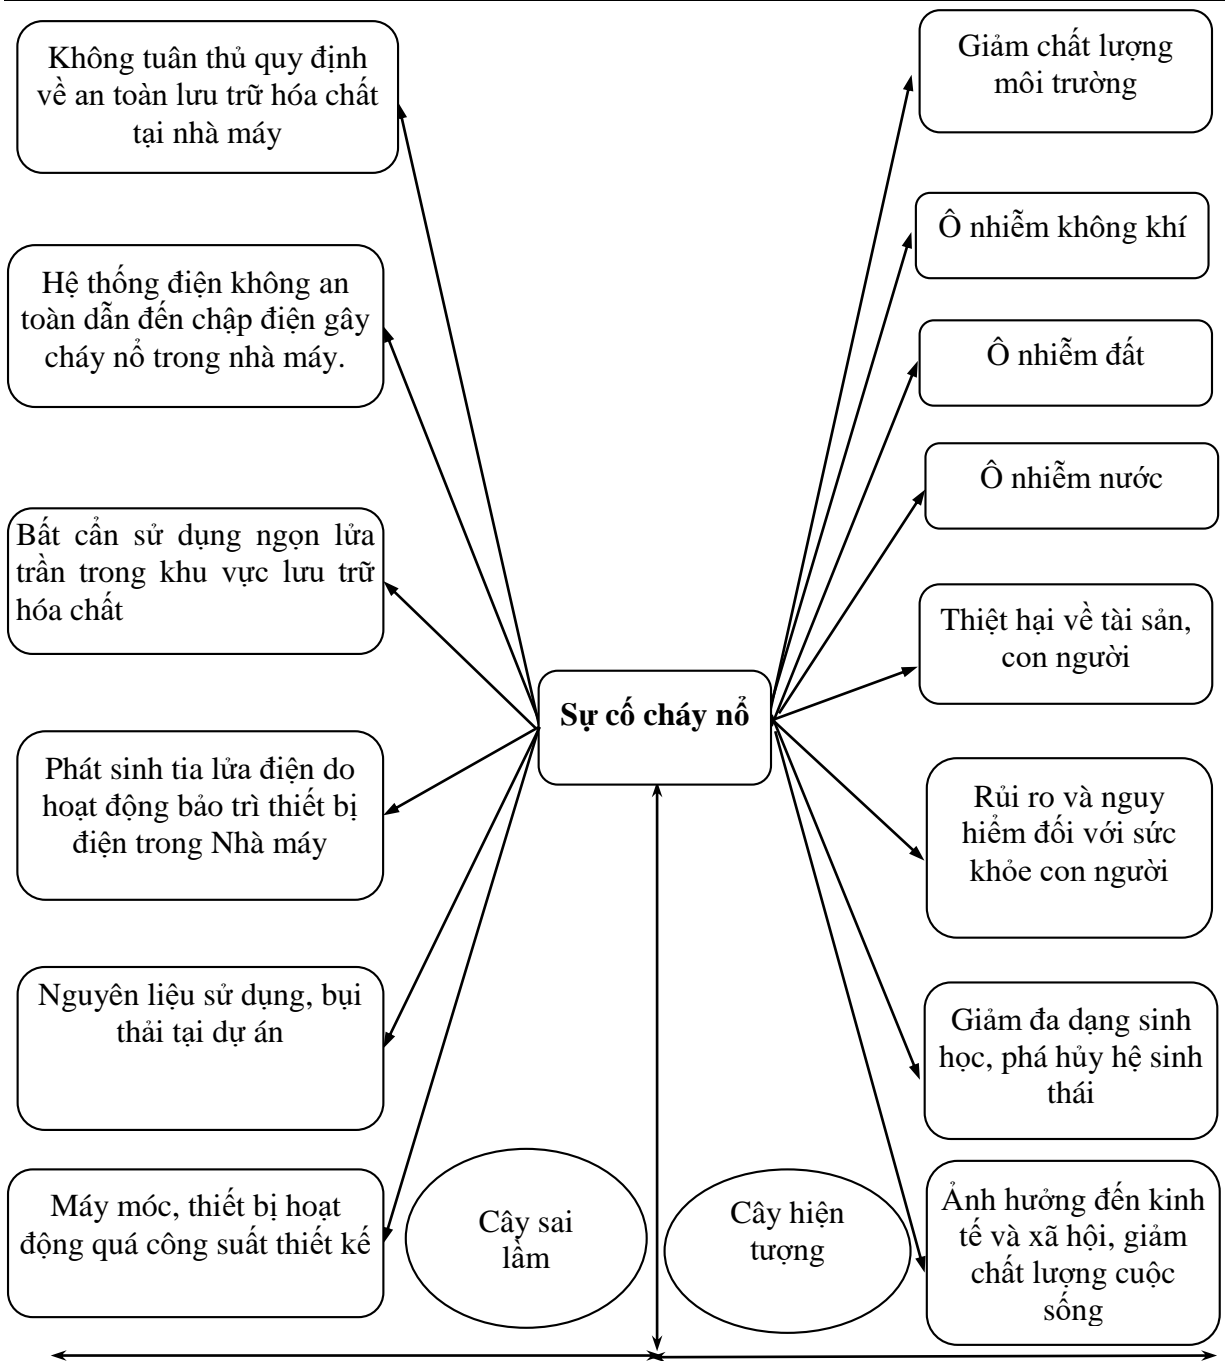 Không tuân thủ quy định
về an toàn lưu trữ hóa chất
tại nhà máy
Hệ thống điện không an
toàn dẫn đến chập điện gây
cháy nổ trong nhà máy.
Bất cẩn sử dụng ngọn lửa
trần trong khu vực lưu trữ
hóa chất
Phát sinh tia lửa điện do
hoạt động bảo trì thiết bị
điện trong Nhà máy
Nguyên liệu sử dụng, bụi
thải tại dự án
Máy móc, thiết bị hoạt
động quá công suất thiết kế
Sự cố cháy nổ
Cây sai
lầm
Cây hiện
tượng
Giảm chất lượng
môi trường
Ô nhiễm không khí
Ô nhiễm đất
Ô nhiễm nước
Thiệt hại về tài sản,
con người
Rủi ro và nguy
hiểm đối với sức
khỏe con người
Giảm đa dạng sinh
học, phá hủy hệ sinh
thái
Ảnh hưởng đến kinh
tế và xã hội, giảm
chất lượng cuộc
sống